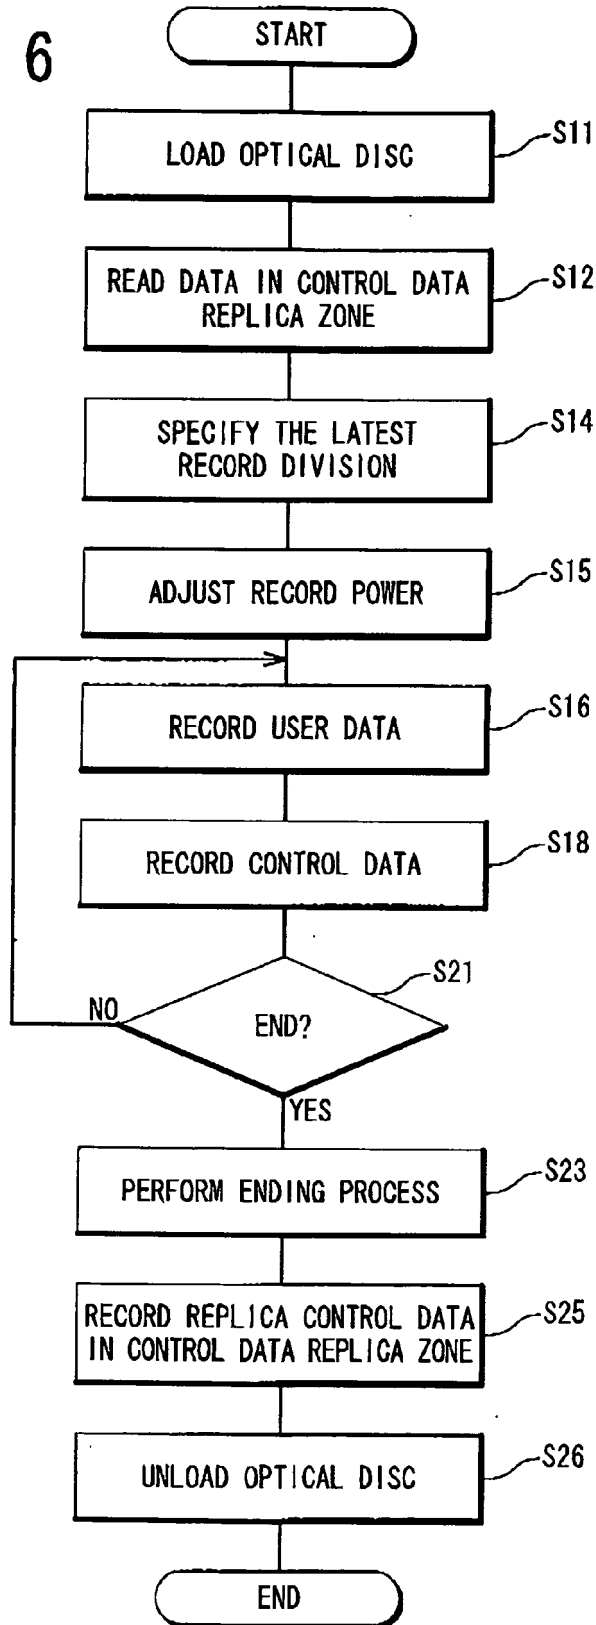 6
START
LOAD OPTICAL DISC
S11
READ DATA IN CONTROL DATA
REPLICA ZONE
S12
SPECIFY THE LATEST
RECORD DIVISION
S14
ADJUST RECORD POWER
S15
RECORD USER DATA
S16
RECORD CONTROL DATA
S18
S21
NO
END?
YES
PERFORM ENDING PROCESS
S23
RECORD REPLICA CONTROL DATA
IN CONTROL DATA REPLICA ZONE
S25
UNLOAD OPTICAL DISC
S26
END